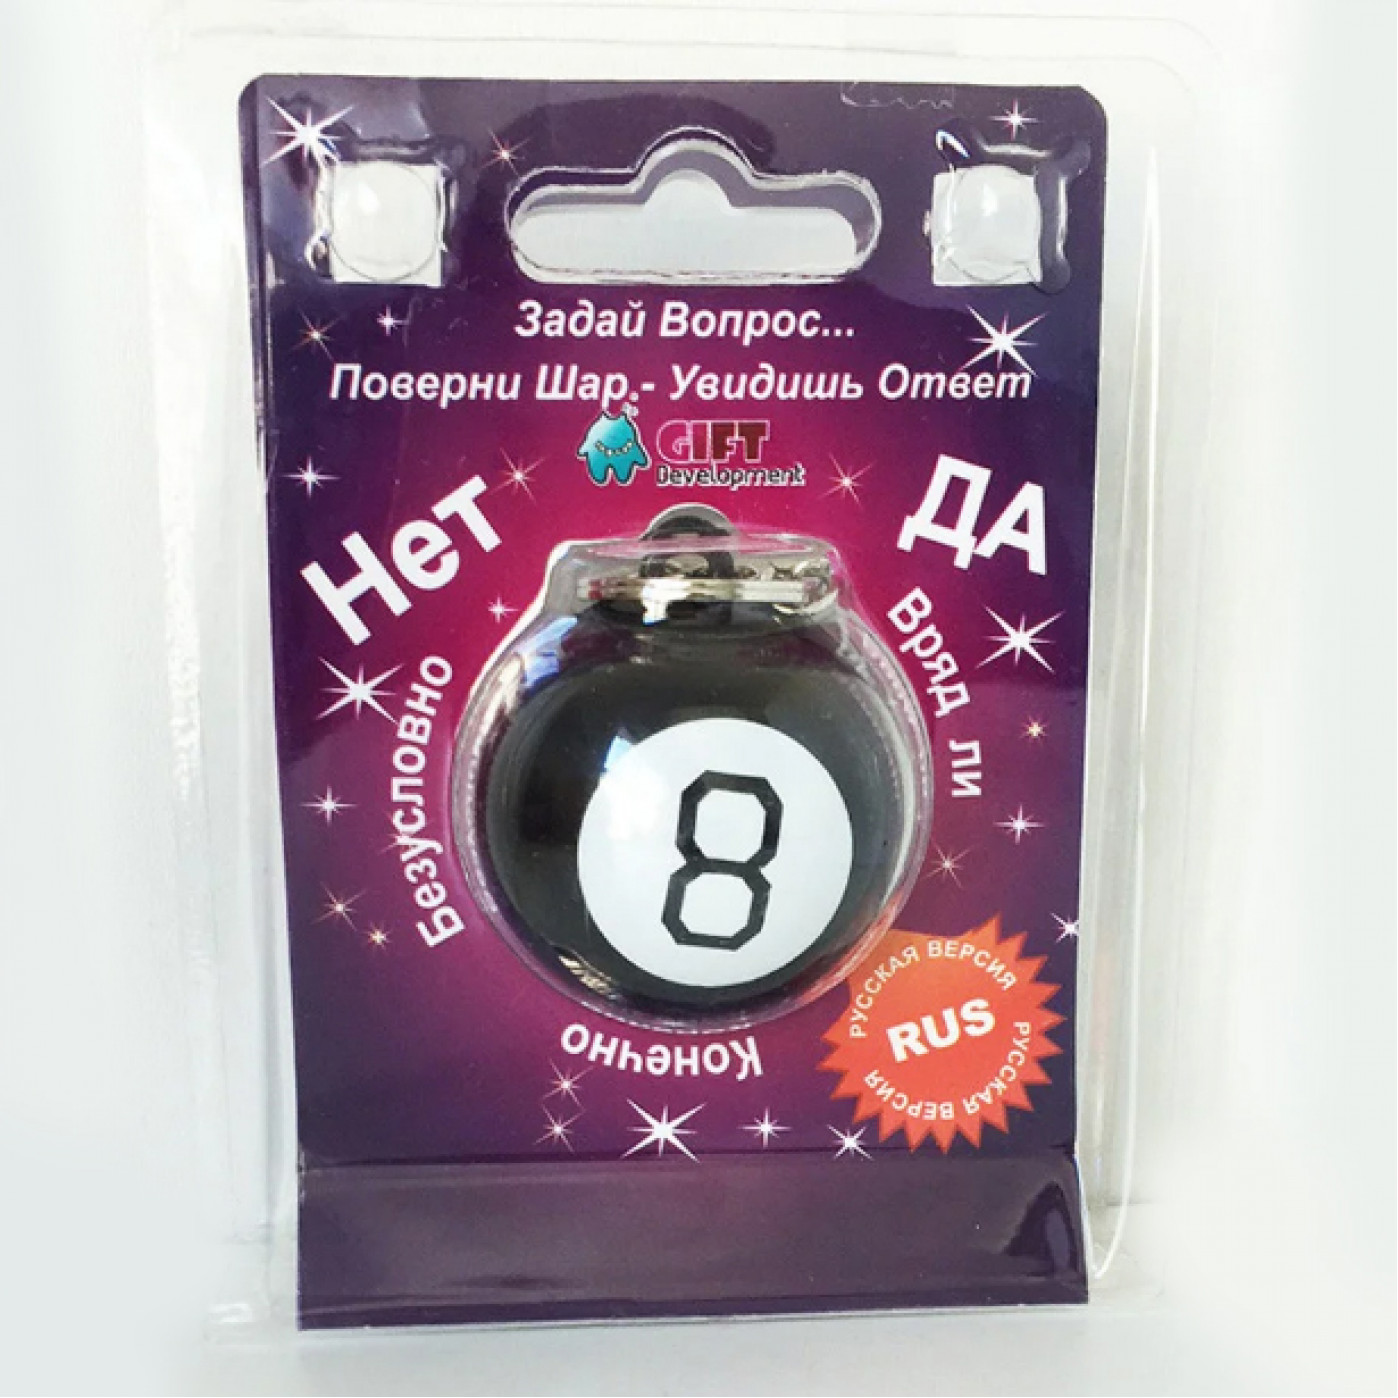 Задай Вопрос...
Поверни Шар.- Увидишь Ответ
GIFT
Development
Нет
ДА
Безусловно
Вряд ли
8
Конечно
РУССКАЯ ВЕРСИЯ
RUS
РУССКАЯ ВЕРСИЯ